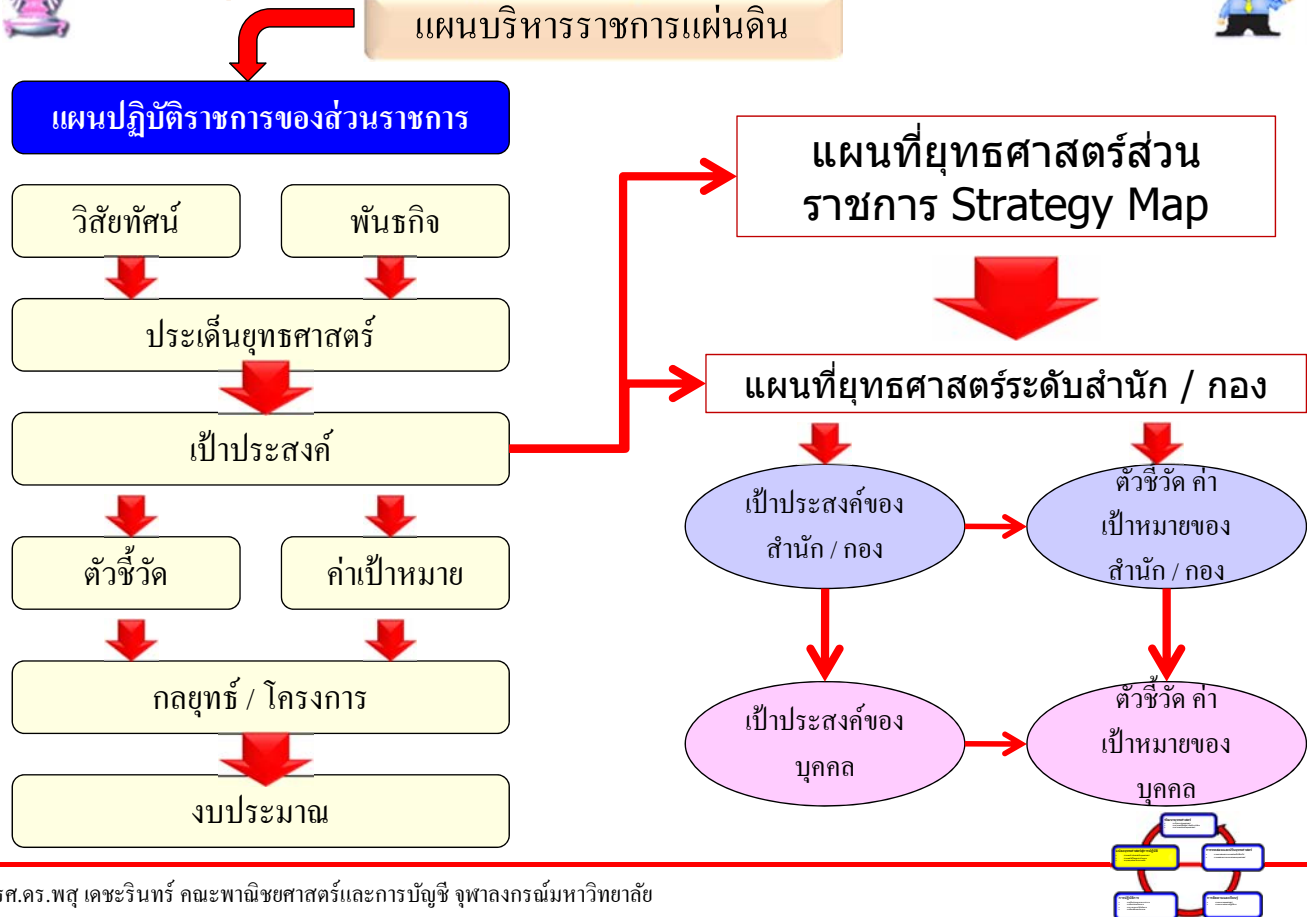 แผนบริหารราชการแผ่นดิน
แผนปฏิบัติราชการของส่วนราชการ
วิสัยทัศน์
พันธกิจ
ประเด็นยุทธศาสตร์
เป้าประสงค์
ตัวชี้วัด
ค่าเป้าหมาย
กลยุทธ์ / โครงการ
งบประมาณ
แผนที่ยุทธศาสตร์ส่วน
ราชการ Strategy Map
แผนที่ยุทธศาสตร์ระดับสำนัก / กอง
เป้าประสงค์ของ
สำนัก / กอง
ตัวชี้วัด ค่า
เป้าหมายของ
สำนัก / กอง
เป้าประสงค์ของ
บุคคล
ตัวชี้วัด ค่า
เป้าหมายของ
บุคคล
รศ.ดร.พสุ เดชะรินทร์ คณะพาณิชยศาสตร์และการบัญชี จุฬาลงกรณ์มหาวิทยาลัย